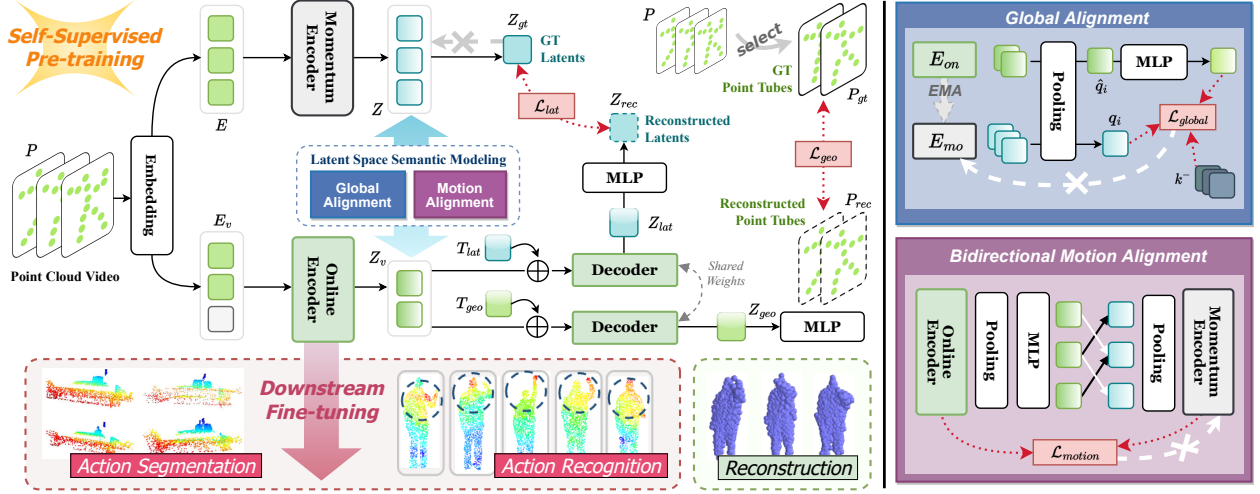 Self-Supervised
Pre-training
P
Point Cloud Video
Embedding
E
E_v
Momentum
Encoder
Online
Encoder
Z
Z_gt
GT
Latents
L_lat
Z_rec
Reconstructed
Latents
Latent Space Semantic Modeling
Global
Alignment
Motion
Alignment
MLP
Z_lat
Z_v
T_lat
T_geo
Decoder
Decoder
Shared
Weights
Z_geo
MLP
P
select
GT
Point Tubes
P_gt
L_geo
Reconstructed
Point Tubes
P_rec
Downstream
Fine-tuning
Action Segmentation
Action Recognition
Reconstruction
Global Alignment
E_on
EMA
E_mo
Pooling
q̂_i
MLP
q_i
L_global
k⁻
Bidirectional Motion Alignment
Online
Encoder
Pooling
MLP
Pooling
Momentum
Encoder
L_motion